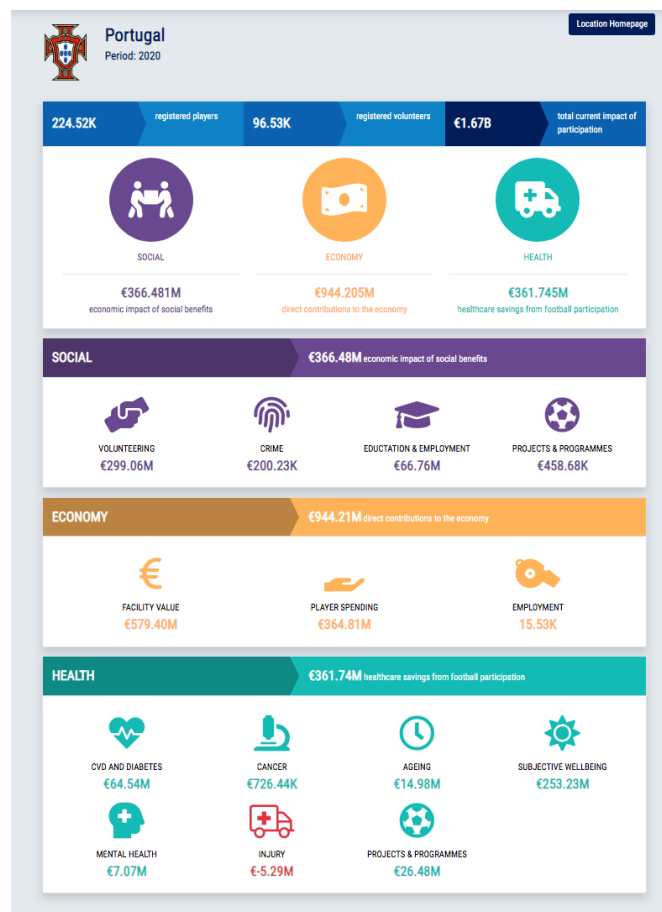 Location Homepage
Portugal
Period: 2020
224.52K
registered players
96.53K
registered volunteers
€1.67B
total current impact of
participation
SOCIAL
ECONOMY
HEALTH
€366.481M
economic impact of social benefits
€944.205M
direct contributions to the economy
€361.745M
healthcare savings from football participation
SOCIAL
€366.48M economic impact of social benefits
VOLUNTEERING
€299.06M
CRIME
€200.23K
EDUCTATION & EMPLOYMENT
€66.76M
PROJECTS & PROGRAMMES
€458.68K
ECONOMY
€944.21M direct contributions to the economy
FACILITY VALUE
€579.40M
PLAYER SPENDING
€364.81M
EMPLOYMENT
15.53K
HEALTH
€361.74M healthcare savings from football participation
CVD AND DIABETES
€64.54M
CANCER
€726.44K
AGEING
€14.98M
SUBJECTIVE WELLBEING
€253.23M
MENTAL HEALTH
€7.07M
INJURY
€-5.29M
PROJECTS & PROGRAMMES
€26.48M